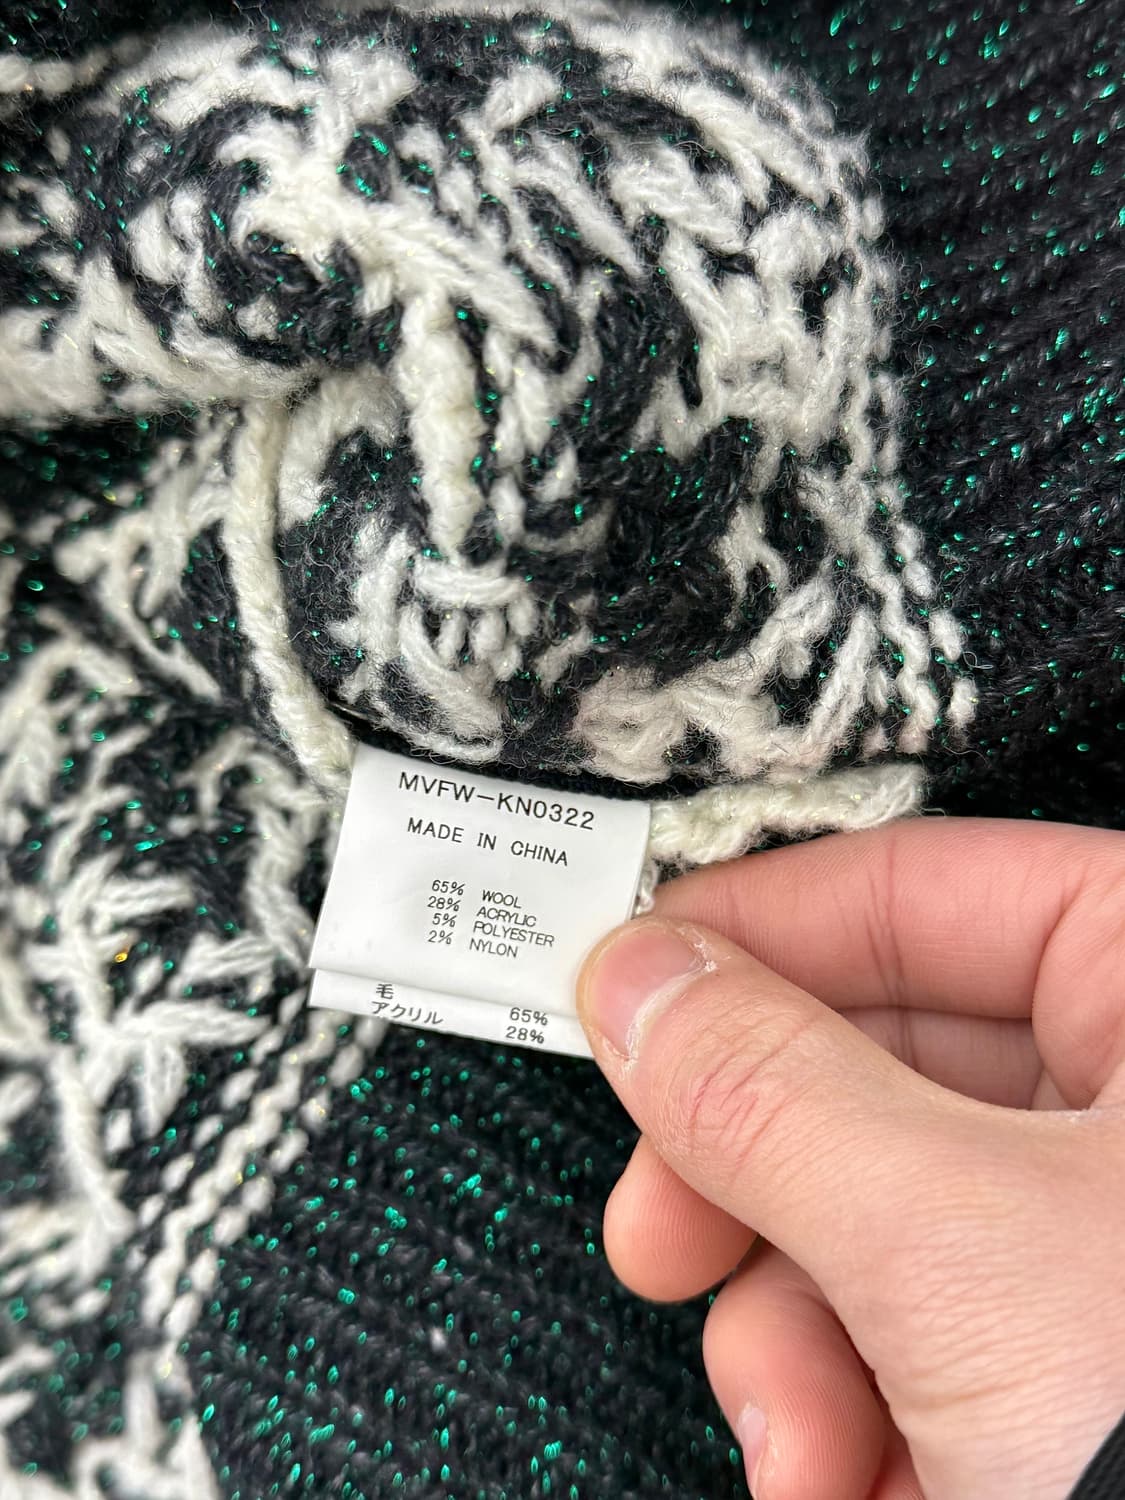 MVFW-KN0322
MADE IN CHINA
65% WOOL
28% ACRYLIC
5% POLYESTER
2% NYLON
毛 65%
アクリル 28%